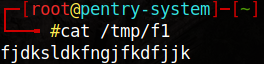 ┌─[root@pentry-system]─[~]
└──╼ #cat /tmp/f1
fjdksldkfngjfkdfjjk